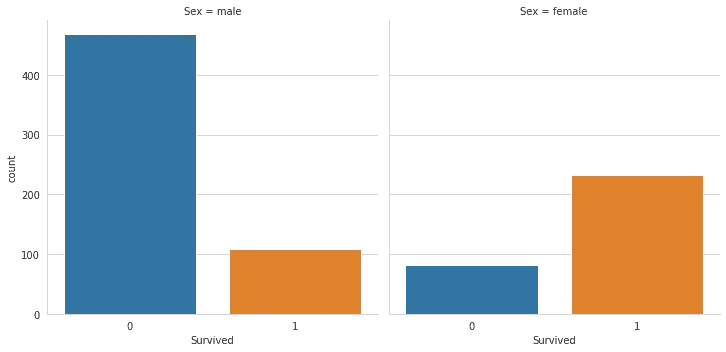 Sex = male
Sex = female
count
400
300
200
100
0
0
1
0
1
Survived
Survived